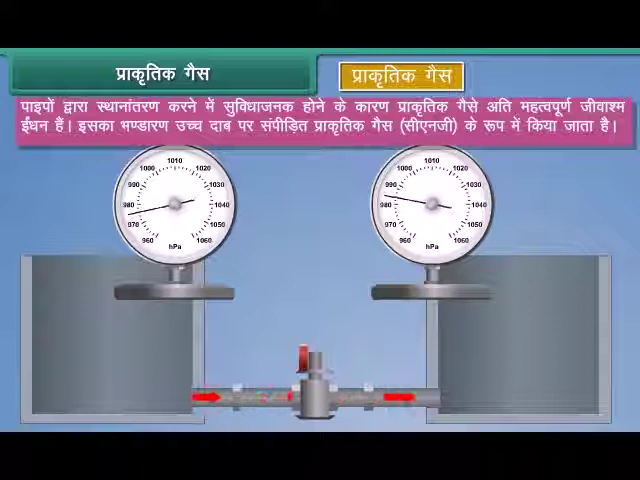 प्राकृतिक गैस
प्राकृतिक गैस
पाइपों द्वारा स्थानांतरण करने में सुविधाजनक होने के कारण प्राकृतिक गैसे अति महत्वपूर्ण जीवाश्म
ईंधन हैं। इसका भण्डारण उच्च दाब पर संपीड़ित प्राकृतिक गैस (सीएनजी) के रूप में किया जाता है।
1010
1000 1020
990 1030
980 1040
970 1050
960 1060
hPa
1010
1000 1020
990 1030
980 1040
970 1050
960 1060
hPa